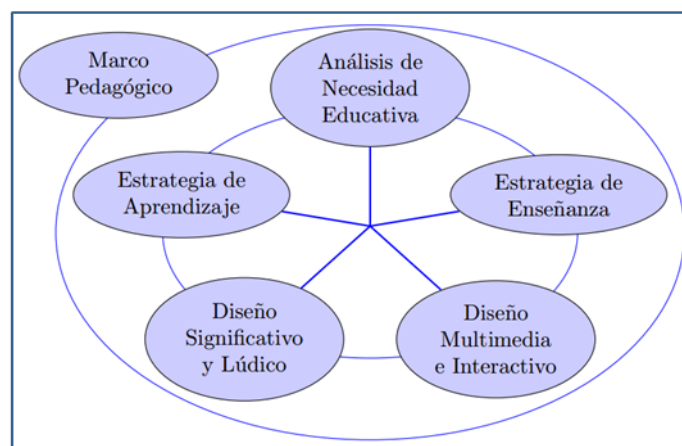 Marco
Pedagógico
Análisis de
Necesidad
Educativa
Estrategia de
Aprendizaje
Estrategia de
Enseñanza
Diseño
Significativo
y Lúdico
Diseño
Multimedia
e Interactivo